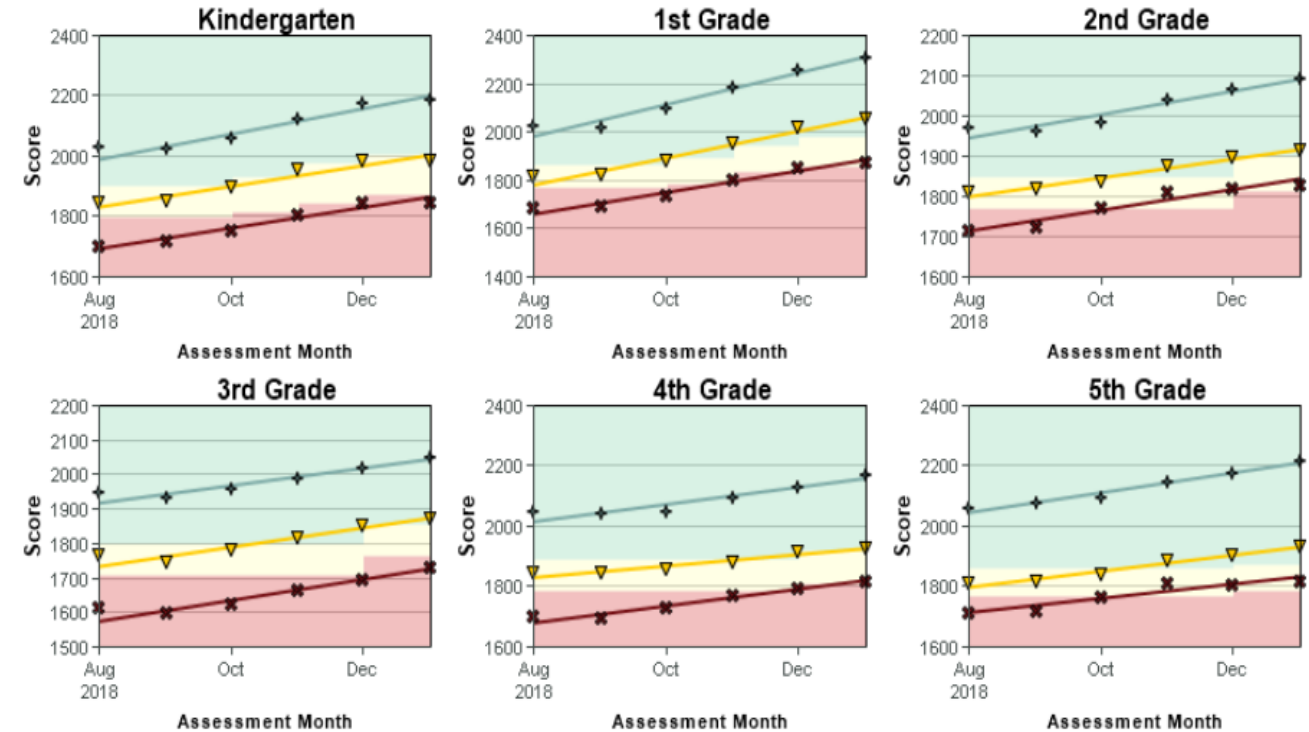 Kindergarten
2400
2200
2000
1800
1600
Score
Aug
2018
Oct
Dec
Assessment Month
1st Grade
2400
2200
2000
1800
1600
1400
Score
Aug
2018
Oct
Dec
Assessment Month
2nd Grade
2200
2100
2000
1900
1800
1700
1600
Score
Aug
2018
Oct
Dec
Assessment Month
3rd Grade
2200
2100
2000
1900
1800
1700
1600
1500
Score
Aug
2018
Oct
Dec
Assessment Month
4th Grade
2400
2200
2000
1800
1600
Score
Aug
2018
Oct
Dec
Assessment Month
5th Grade
2400
2200
2000
1800
1600
Score
Aug
2018
Oct
Dec
Assessment Month